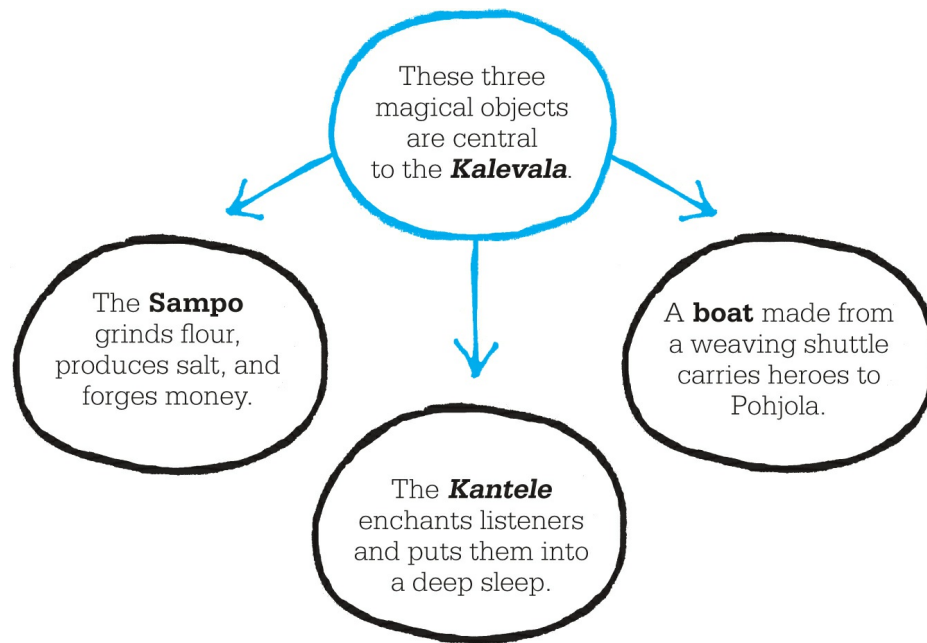 These three
magical objects
are central
to the Kalevala.
The Sampo
grinds flour,
produces salt, and
forges money.
The Kantele
enchants listeners
and puts them into
a deep sleep.
A boat made from
a weaving shuttle
carries heroes to
Pohjola.